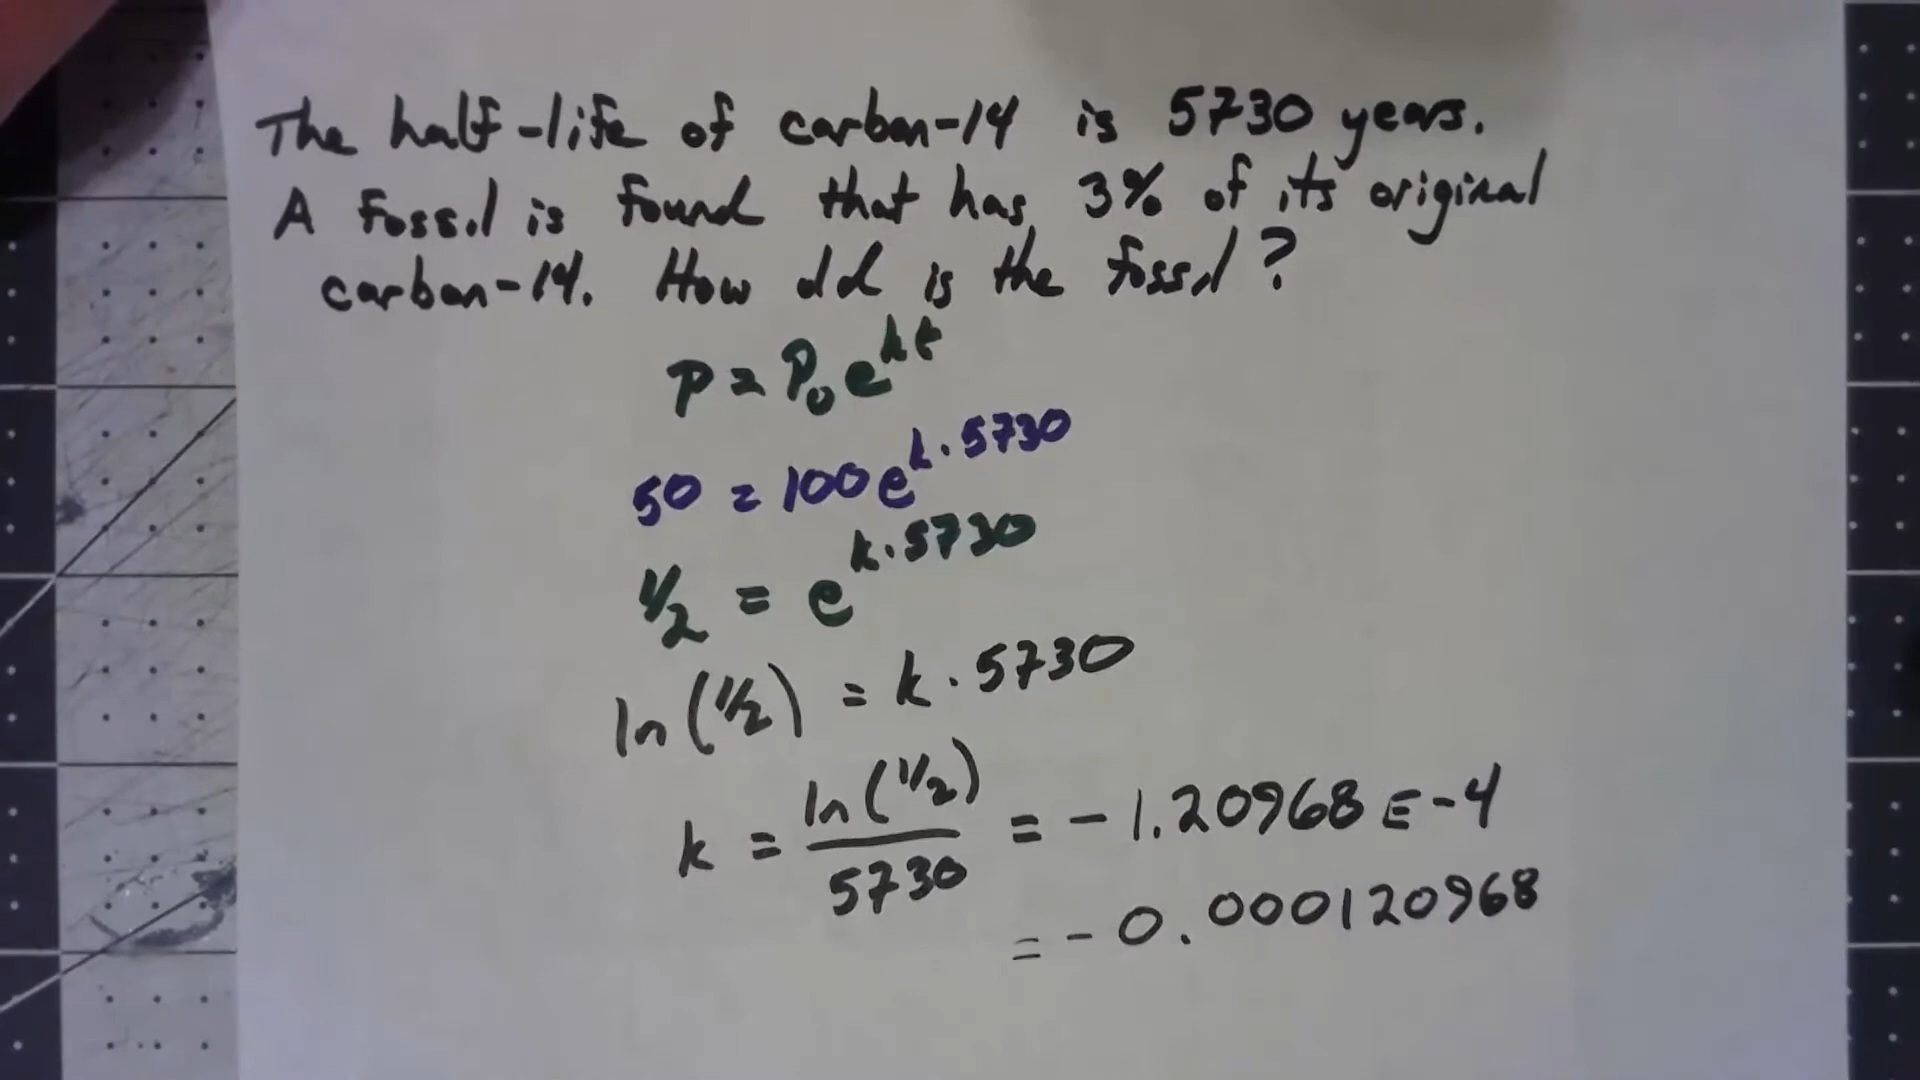 The half-life of carbon-14 is 5730 years.
A fossil is found that has 3% of its original
carbon-14. How old is the fossil?
P = P₀e^kt
50 = 100e^k·5730
1/2 = e^k·5730
ln(1/2) = k·5730
k = ln(1/2)/5730 = -1.20968 E-4
= -0.000120968